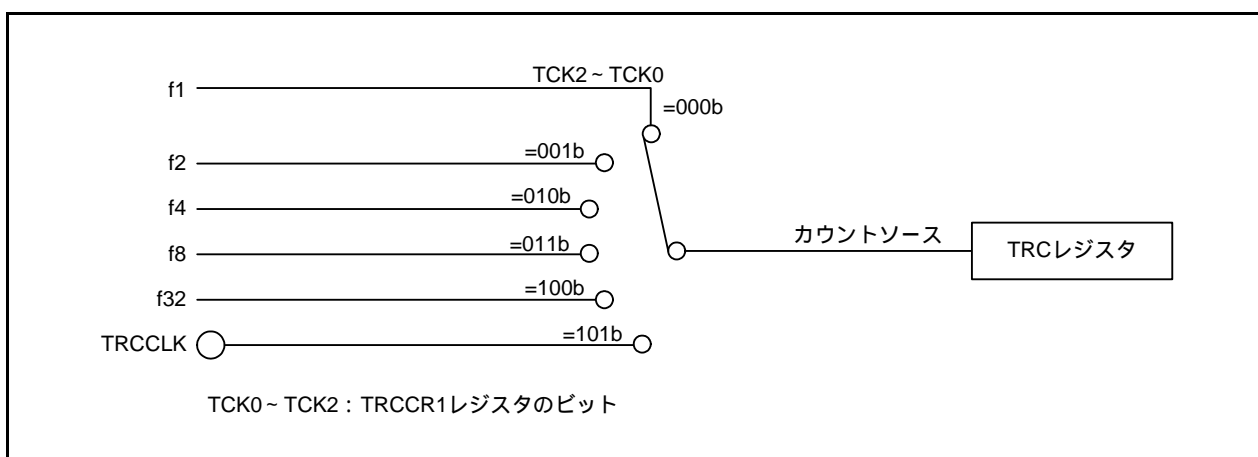 TCK2～TCK0
f1
=000b
f2 =001b
f4 =010b
カウントソース
f8 =011b
TRCレジスタ
f32 =100b
TRCCLK =101b
TCK0～TCK2：TRCCR1レジスタのビット